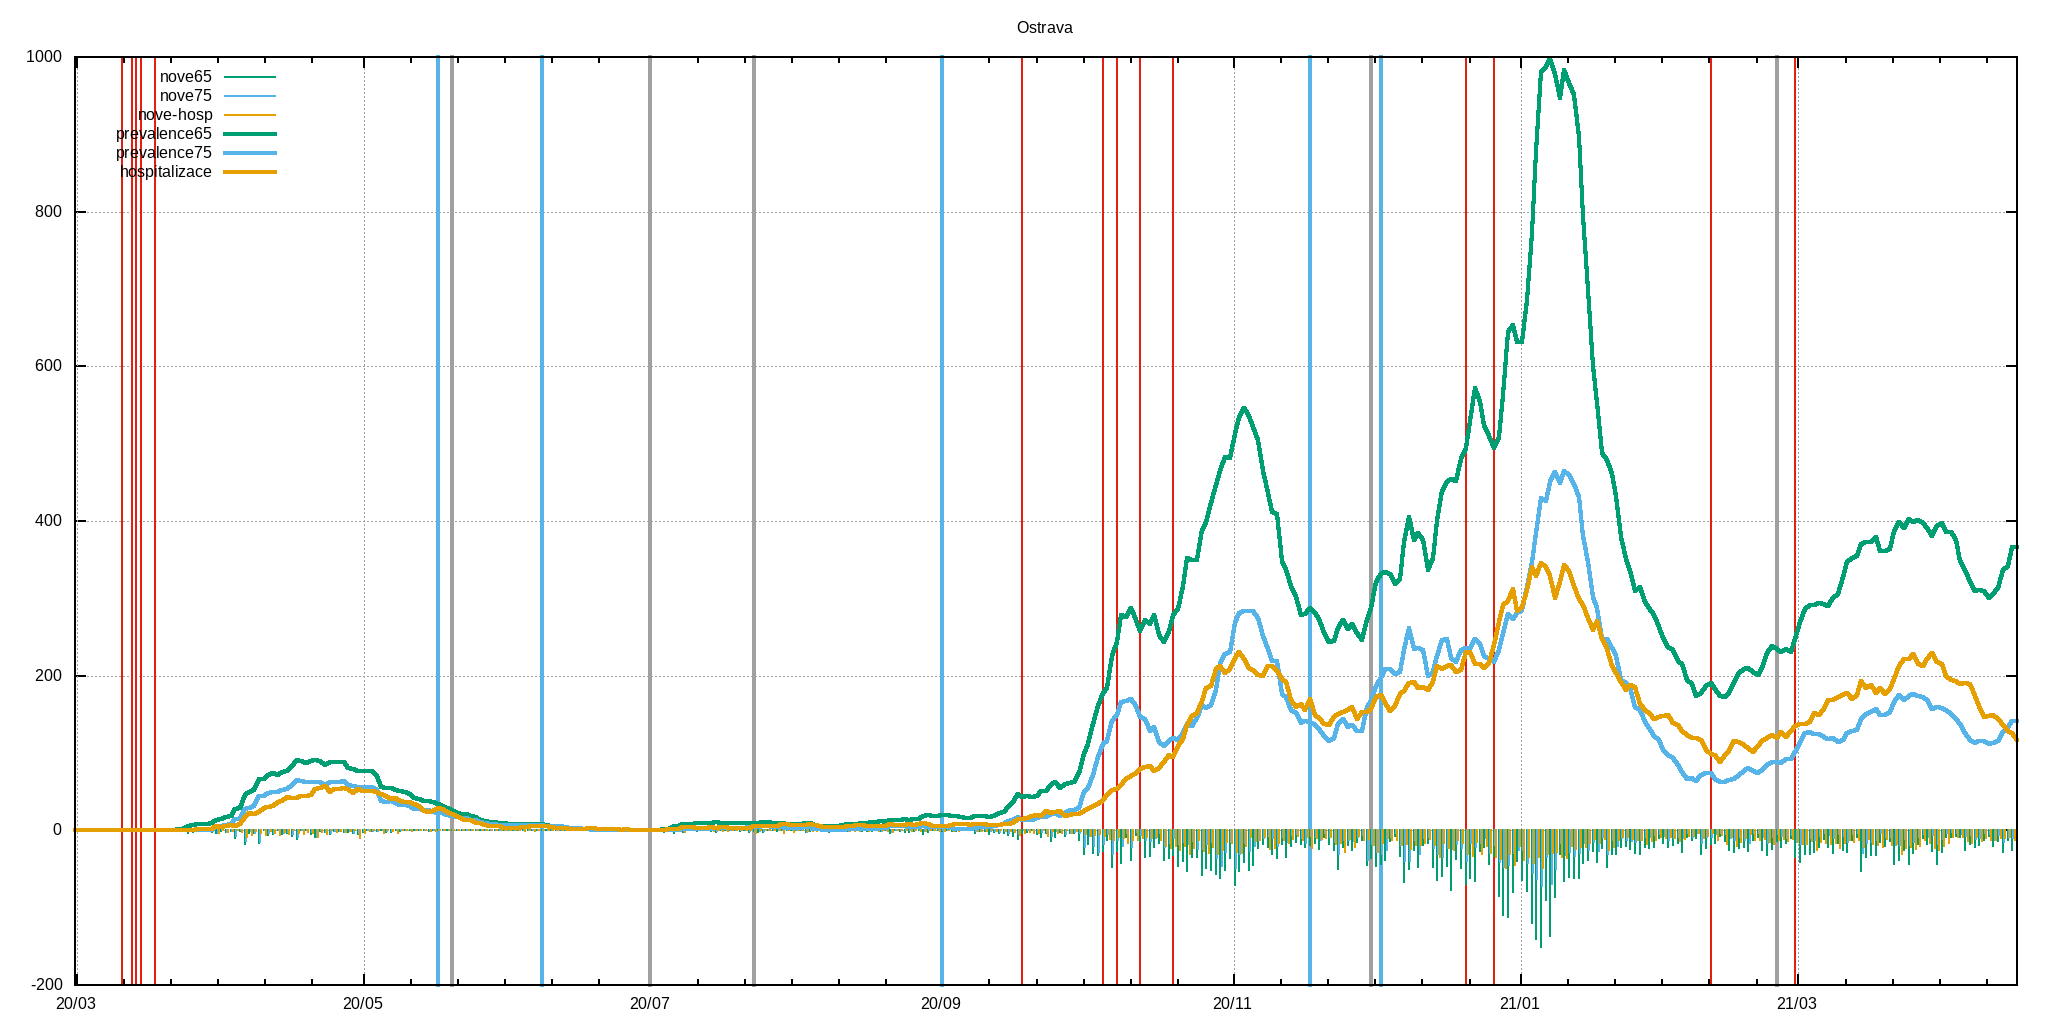 Ostrava
1000
800
600
400
200
0
-200
nove65
nove75
nove-hosp
prevalence65
prevalence75
hospitalizace
20/03 20/05 20/07 20/09 20/11 21/01 21/03